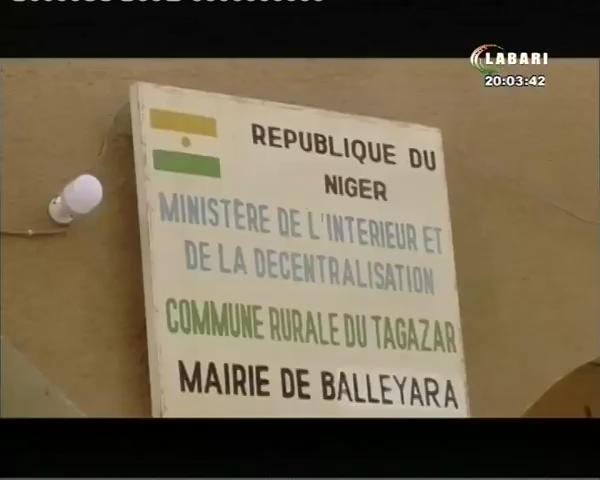 LABARI
20:03:42
REPUBLIQUE DU
NIGER
MINISTÈRE DE L'INTERIEUR ET
DE LA DECENTRALISATION
COMMUNE RURALE DU TAGAZAR
MAIRIE DE BALLEYARA